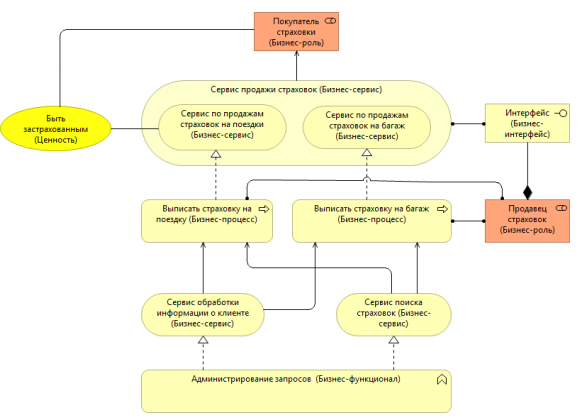 Покупатель
страховки
(Бизнес-роль)
Сервис продажи страховок (Бизнес-сервис)
Быть
застрахованным
(Ценность)
Сервис по продажам
страховок на поездки
(Бизнес-сервис)
Сервис по продажам
страховок на багаж
(Бизнес-сервис)
Интерфейс
(Бизнес-
интерфейс)
Выписать страховку на
поездку (Бизнес-процесс)
Выписать страховку на багаж
(Бизнес-процесс)
Продавец
страховок
(Бизнес-роль)
Сервис обработки
информации о клиенте
(Бизнес-сервис)
Сервис поиска
страховок (Бизнес-
сервис)
Администрирование запросов (Бизнес-функционал)